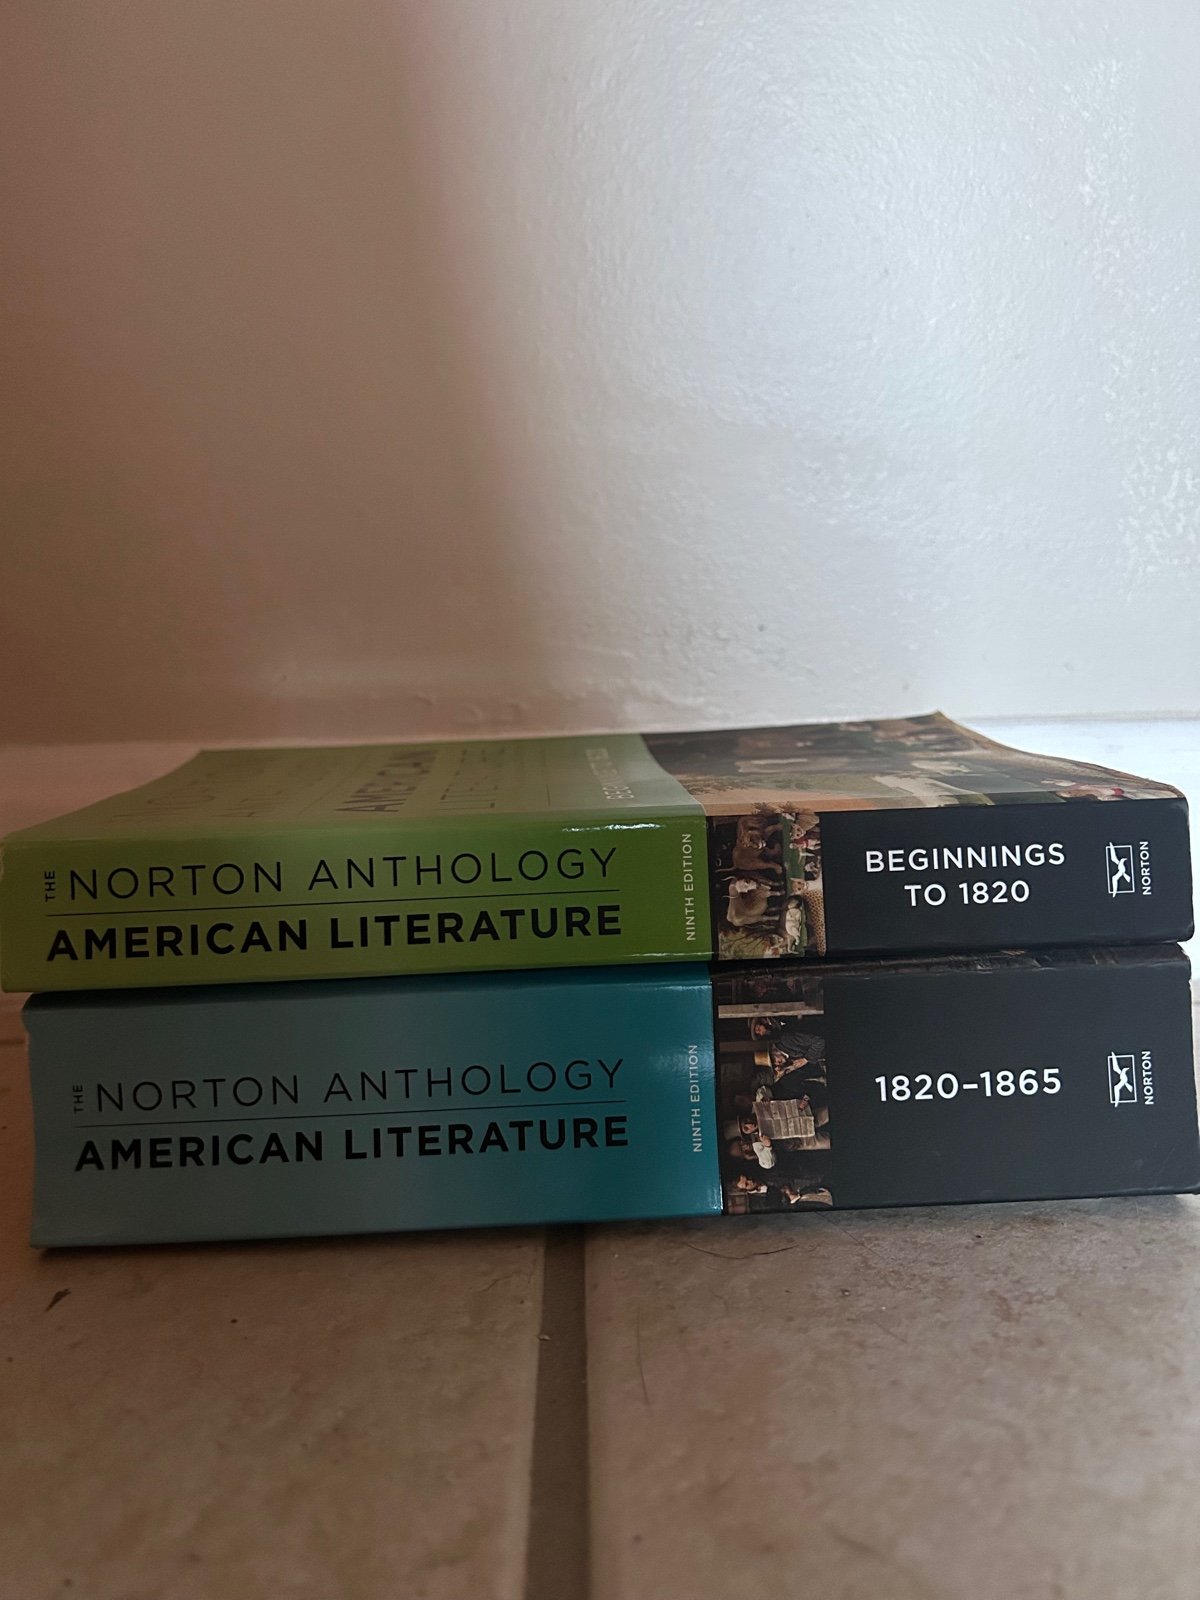 THE
NORTON ANTHOLOGY
AMERICAN LITERATURE
NINTH EDITION
BEGINNINGS
TO 1820
NORTON
THE
NORTON ANTHOLOGY
AMERICAN LITERATURE
NINTH EDITION
1820–1865
NORTON